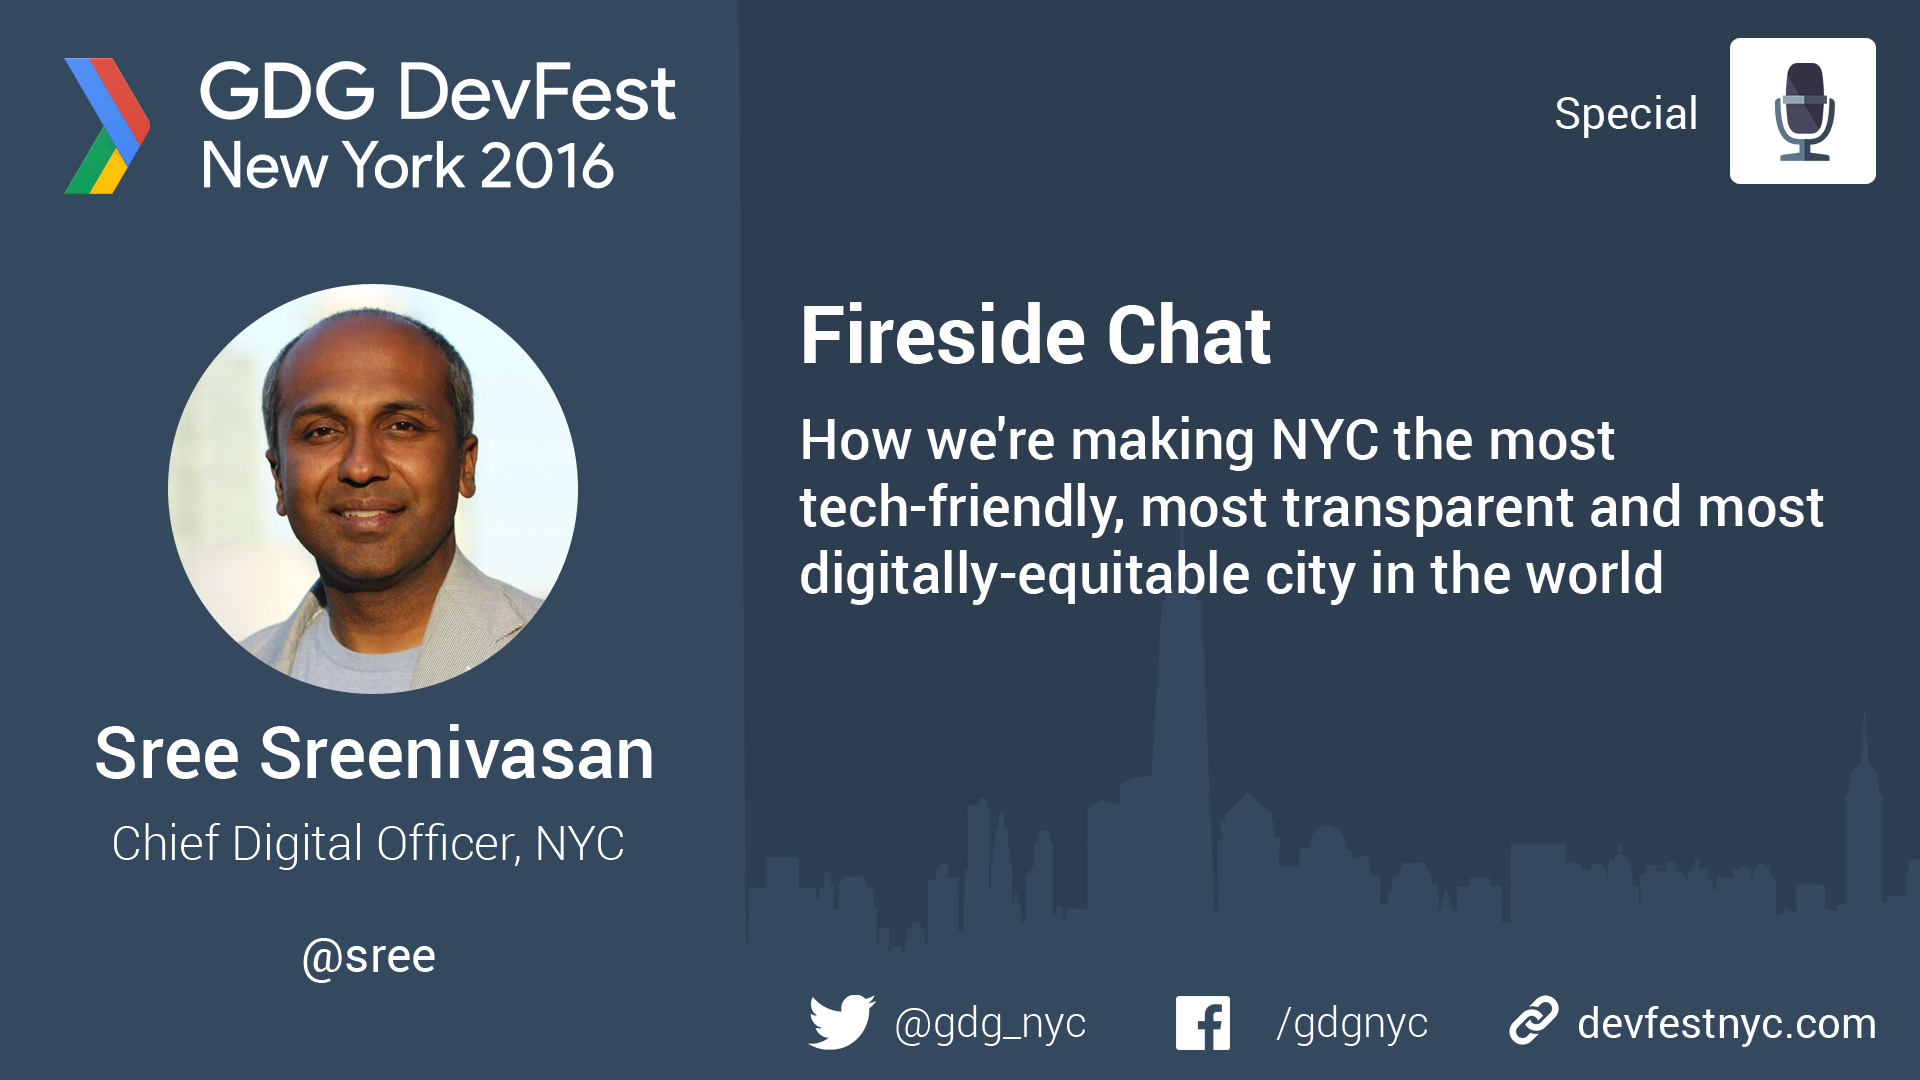 GDG DevFest
New York 2016
Special
Fireside Chat
How we're making NYC the most
tech-friendly, most transparent and most
digitally-equitable city in the world
Sree Sreenivasan
Chief Digital Officer, NYC
@sree
@gdg_nyc
/gdgnyc
devfestnyc.com